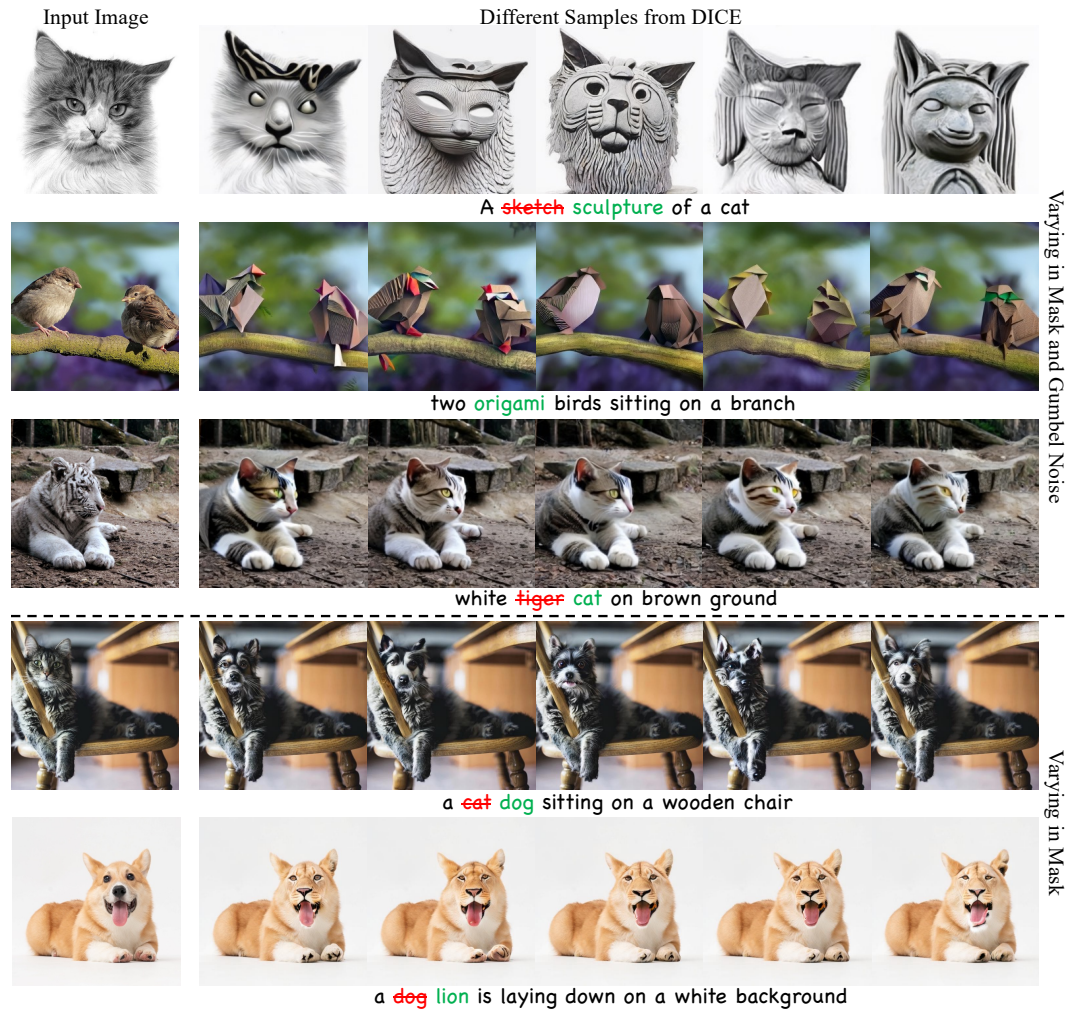 Input Image
Different Samples from DICE
A sketch sculpture of a cat
two origami birds sitting on a branch
white tiger cat on brown ground
Varying in Mask and Gumbel Noise
a cat dog sitting on a wooden chair
a dog lion is laying down on a white background
Varying in Mask